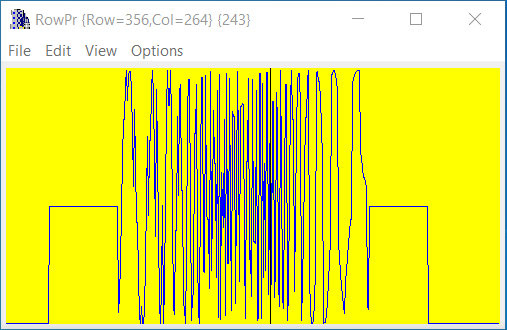 RowPr {Row=356,Col=264} {243}
File Edit View Options